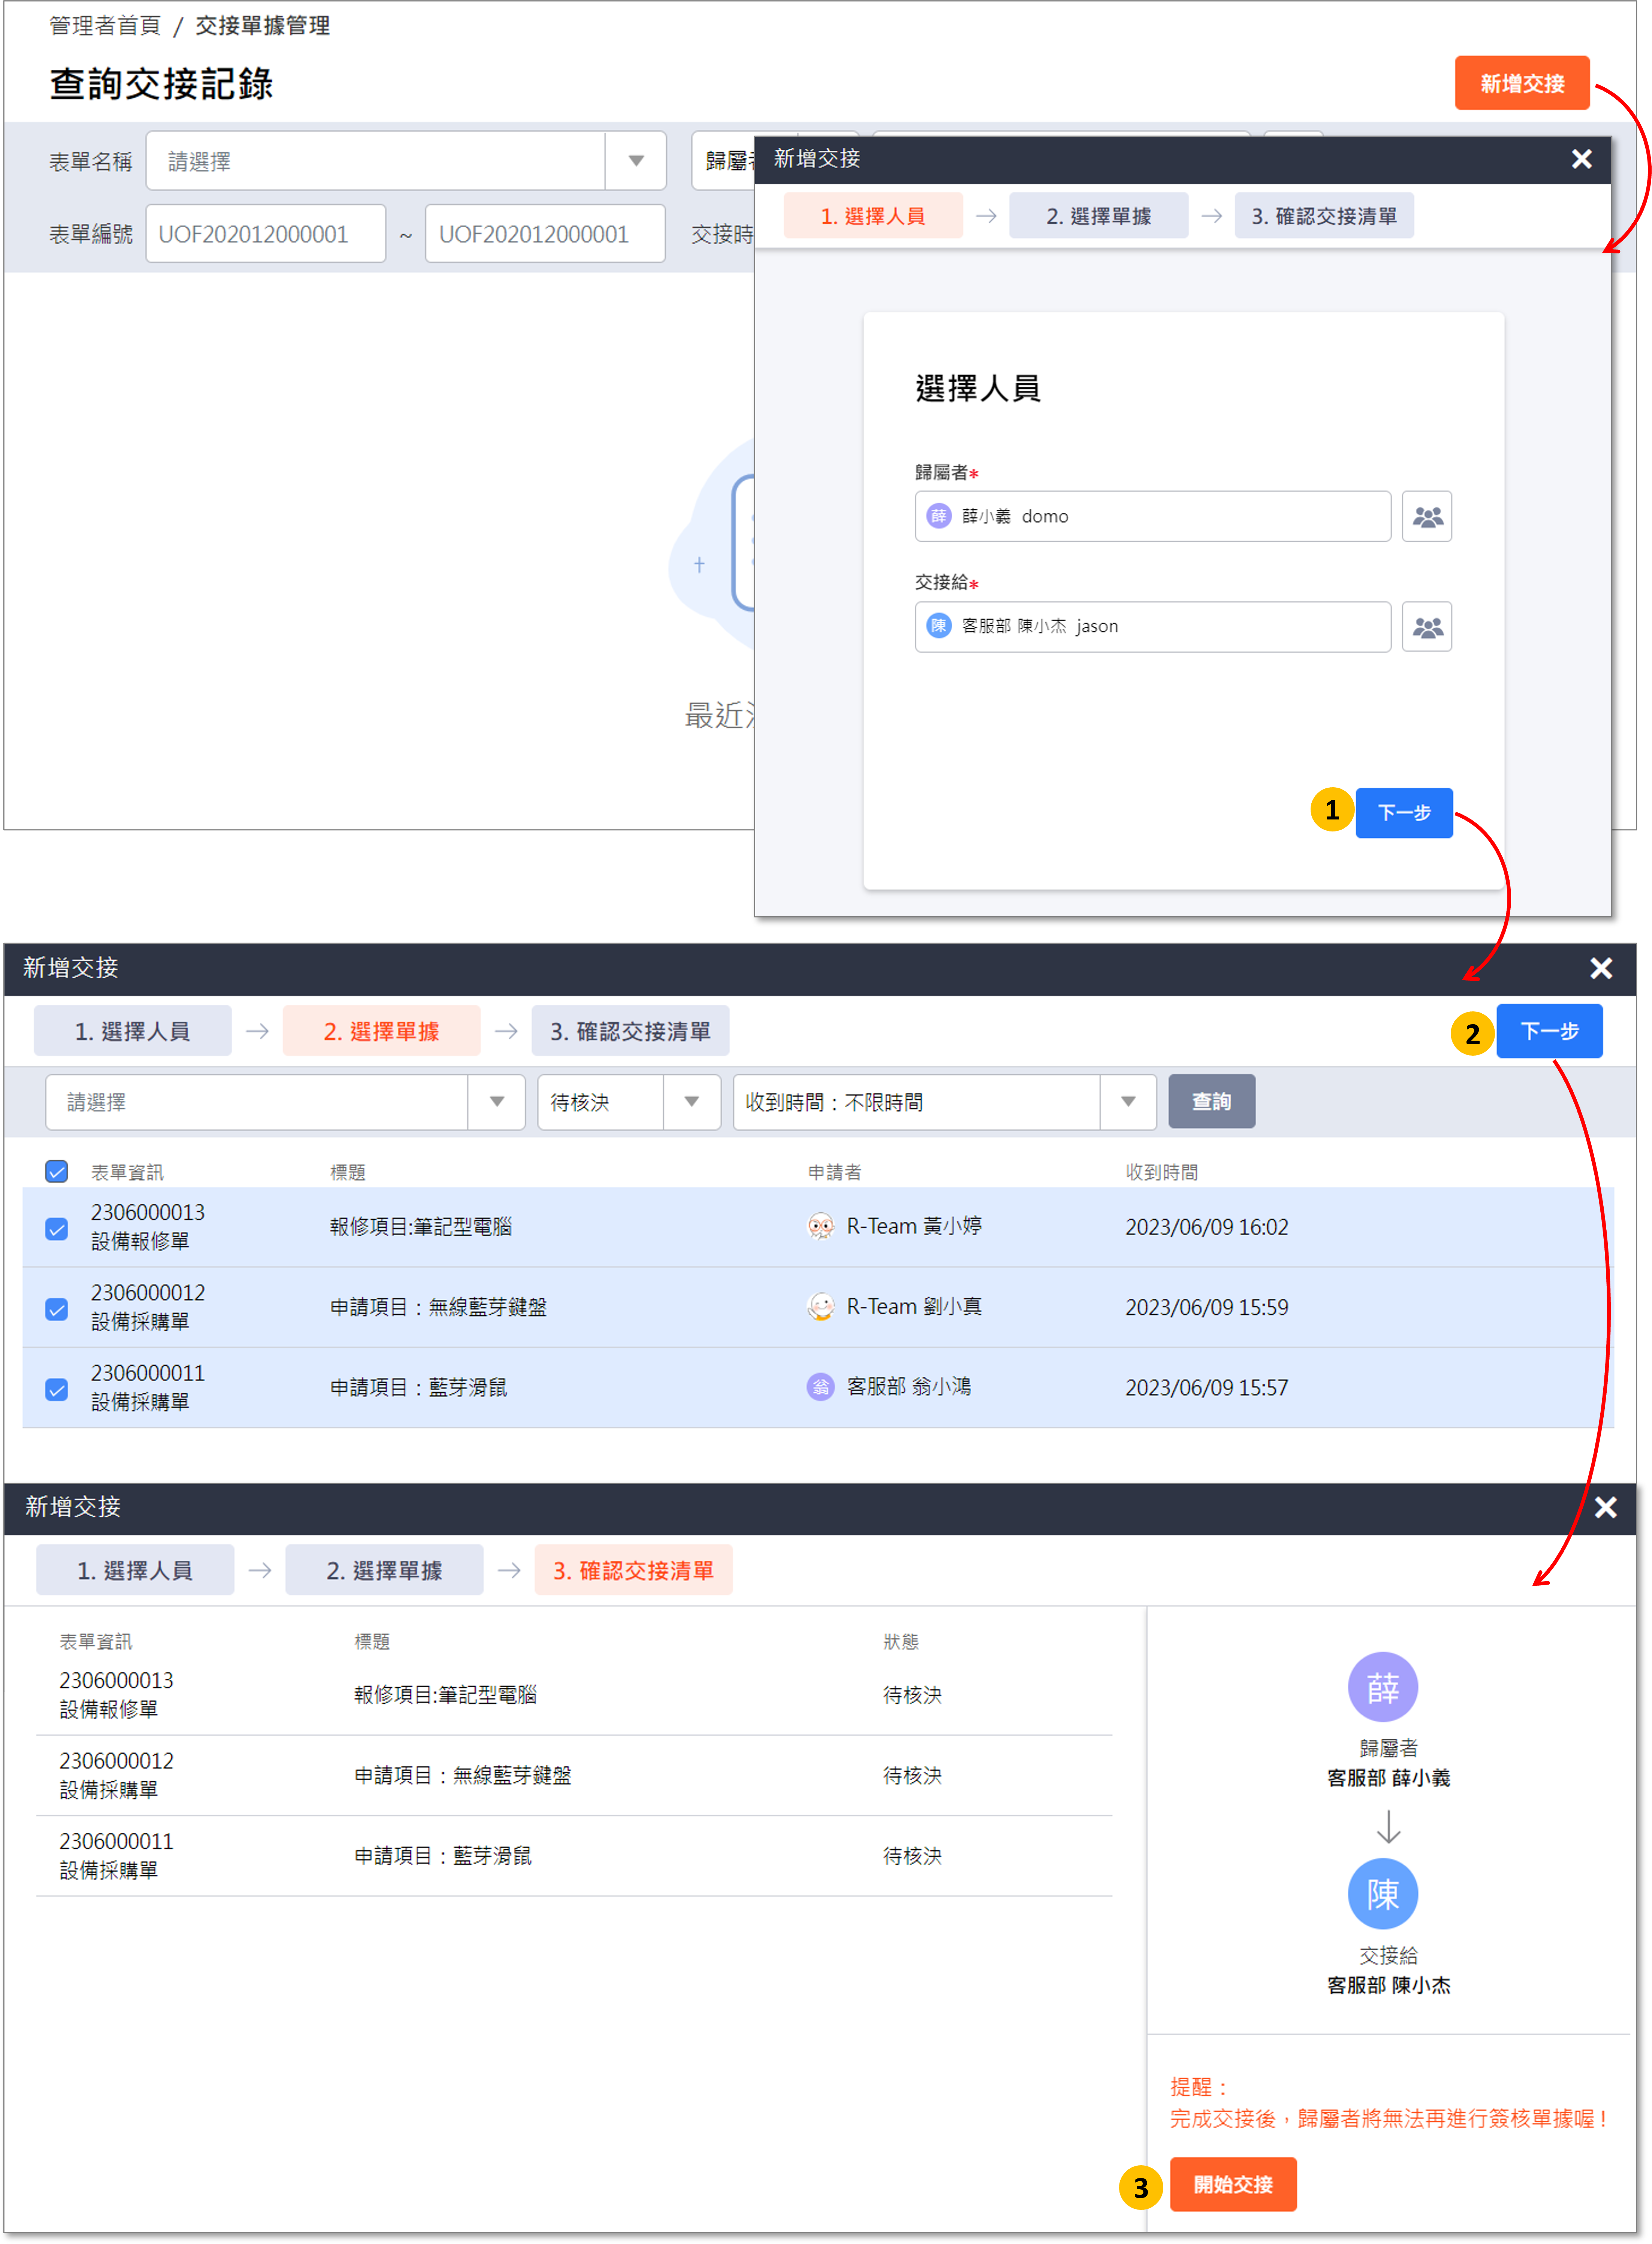 管理者首頁 / 交接單據管理
查詢交接記錄
新增交接
表單名稱 請選擇 歸屬
表單編號 UOF202012000001 ~ UOF202012000001 交接時
最近
新增交接
1. 選擇人員 → 2. 選擇單據 → 3. 確認交接清單
選擇人員
歸屬者*
薛 薛小義 domo
交接給*
陳 客服部 陳小杰 jason
1 下一步
新增交接
1. 選擇人員 → 2. 選擇單據 → 3. 確認交接清單 2 下一步
請選擇 待核決 收到時間：不限時間 查詢
表單資訊 標題 申請者 收到時間
2306000013
設備報修單 報修項目:筆記型電腦 R-Team 黃小婷 2023/06/09 16:02
2306000012
設備採購單 申請項目：無線藍芽鍵盤 R-Team 劉小真 2023/06/09 15:59
2306000011
設備採購單 申請項目：藍芽滑鼠 翁 客服部 翁小鴻 2023/06/09 15:57
新增交接
1. 選擇人員 → 2. 選擇單據 → 3. 確認交接清單
表單資訊 標題 狀態
2306000013
設備報修單 報修項目:筆記型電腦 待核決
2306000012
設備採購單 申請項目：無線藍芽鍵盤 待核決
2306000011
設備採購單 申請項目：藍芽滑鼠 待核決
薛
歸屬者
客服部 薛小義
陳
交接給
客服部 陳小杰
提醒：
完成交接後，歸屬者將無法再進行簽核單據喔！
3 開始交接